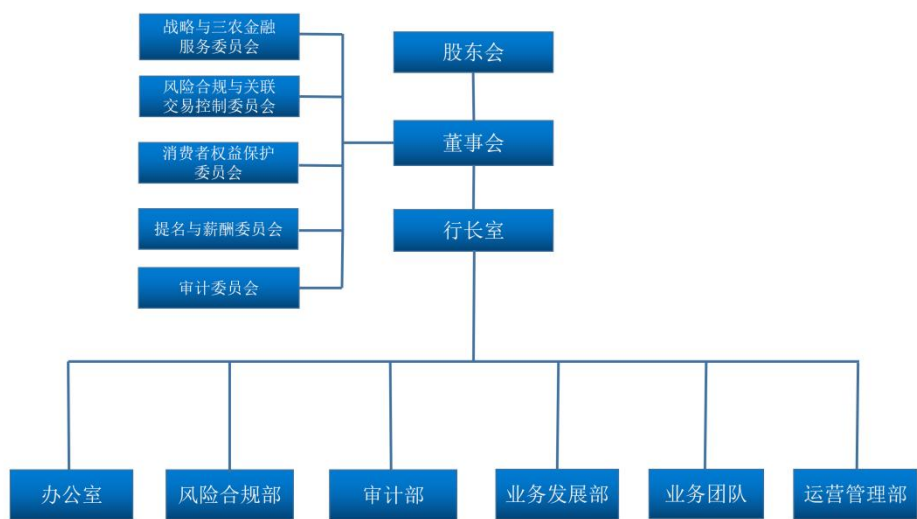 战略与三农金融
服务委员会
风险合规与关联
交易控制委员会
消费者权益保护
委员会
提名与薪酬委员会
审计委员会
股东会
董事会
行长室
办公室
风险合规部
审计部
业务发展部
业务团队
运营管理部